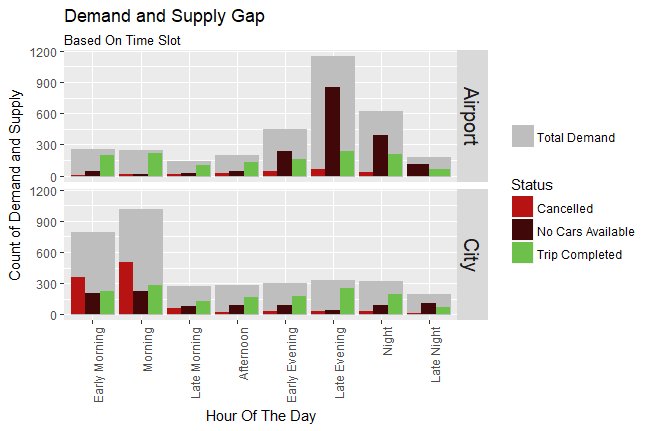 Demand and Supply Gap
Based On Time Slot
Count of Demand and Supply
1200
900
600
300
0
Airport
1200
900
600
300
0
City
Early Morning
Morning
Late Morning
Afternoon
Early Evening
Late Evening
Night
Late Night
Hour Of The Day
Total Demand
Status
Cancelled
No Cars Available
Trip Completed